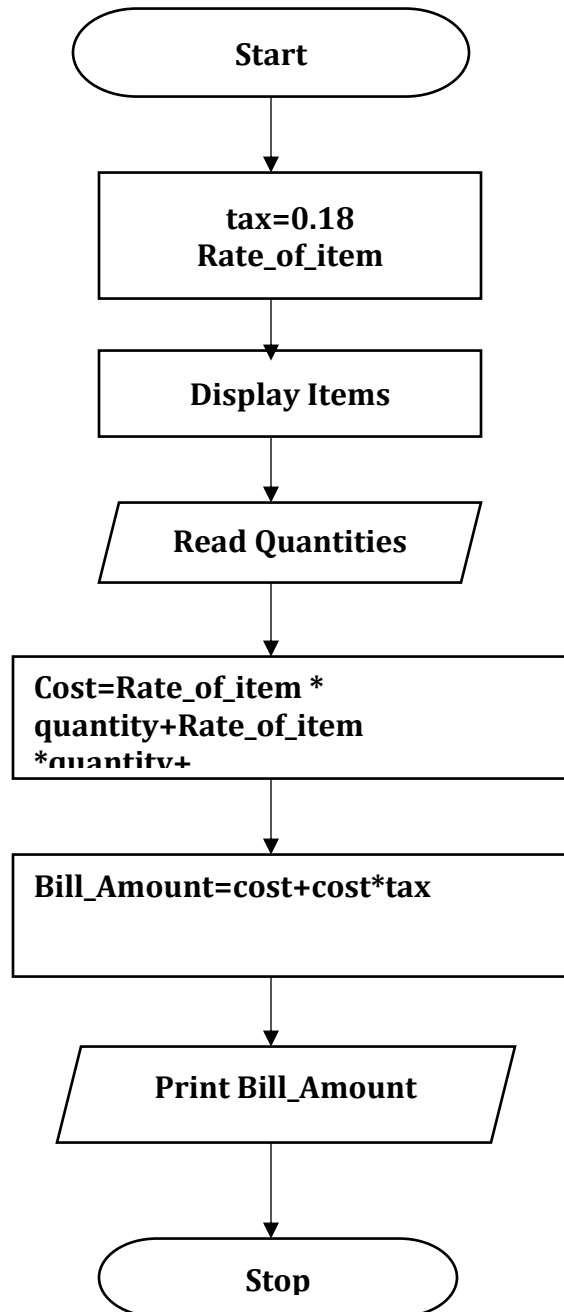 Start
tax=0.18
Rate_of_item
Display Items
Read Quantities
Cost=Rate_of_item *
quantity+Rate_of_item
*quantity+
Bill_Amount=cost+cost*tax
Print Bill_Amount
Stop